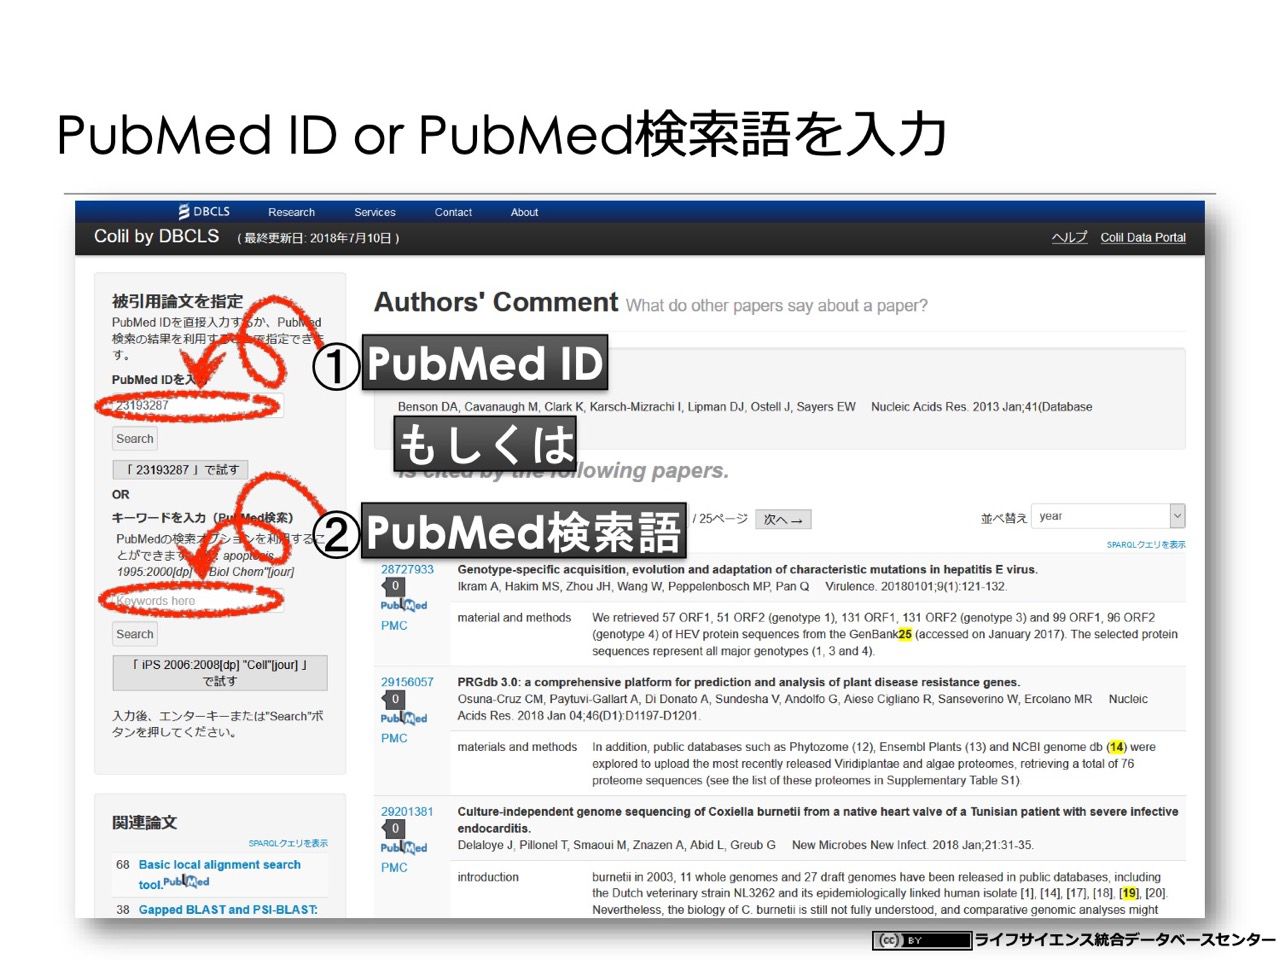 PubMed ID or PubMed検索語を入力
DBCLS Research Services Contact About
Colil by DBCLS ( 最終更新日: 2018年7月10日 ) ヘルプ Colil Data Portal
被引用論文を指定
PubMed IDを直接入力するか、PubMed
検索の結果を利用することで指定できま
す。
PubMed IDを入力
23193287
Search
「 23193287 」で試す
OR
キーワードを入力（PubMed検索）
PubMedの検索オプションを利用するこ
とができます
apoptosis
1995:2000[dp] "Biol Chem"[jour]
Keywords here
Search
「 iPS 2006:2008[dp] "Cell"[jour] 」
で試す
入力後、エンターキーまたは"Search"ボ
タンを押してください。
関連論文
SPARQLクエリを表示
68 Basic local alignment search
tool. PubMed
38 Gapped BLAST and PSI-BLAST:
Authors' Comment What do other papers say about a paper?
① PubMed ID
Benson DA, Cavanaugh M, Clark K, Karsch-Mizrachi I, Lipman DJ, Ostell J, Sayers EW Nucleic Acids Res. 2013 Jan;41(Database
もしくは
is cited by the following papers.
② PubMed検索語
/ 25ページ 次へ→ 並べ替え year
SPARQLクエリを表示
28727933 Genotype-specific acquisition, evolution and adaptation of characteristic mutations in hepatitis E virus.
0 Ikram A, Hakim MS, Zhou JH, Wang W, Peppelenbosch MP, Pan Q Virulence. 20180101;9(1):121-132.
PubMed
PMC
material and methods We retrieved 57 ORF1, 51 ORF2 (genotype 1), 131 ORF1, 131 ORF2 (genotype 3) and 99 ORF1, 96 ORF2
(genotype 4) of HEV protein sequences from the GenBank25 (accessed on January 2017). The selected protein
sequences represent all major genotypes (1, 3 and 4).
29156057 PRGdb 3.0: a comprehensive platform for prediction and analysis of plant disease resistance genes.
0 Osuna-Cruz CM, Paytuvi-Gallart A, Di Donato A, Sundesha V, Andolfo G, Aiese Cigliano R, Sanseverino W, Ercolano MR Nucleic
PubMed Acids Res. 2018 Jan 04;46(D1):D1197-D1201.
PMC
materials and methods In addition, public databases such as Phytozome (12), Ensembl Plants (13) and NCBI genome db (14) were
explored to upload the most recently released Viridiplantae and algae proteomes, retrieving a total of 76
proteome sequences (see the list of these proteomes in Supplementary Table S1).
29201381 Culture-independent genome sequencing of Coxiella burnetii from a native heart valve of a Tunisian patient with severe infective
0 endocarditis.
PubMed Delaloye J, Pillonel T, Smaoui M, Znazen A, Abid L, Greub G New Microbes New Infect. 2018 Jan;21:31-35.
PMC
introduction burnetii in 2003, 11 whole genomes and 27 draft genomes have been released in public databases, including
the Dutch veterinary strain NL3262 and its epidemiologically linked human isolate [1], [14], [17], [18], [19], [20].
Nevertheless, the biology of C. burnetii is still not fully understood, and comparative genomic analyses might
(cc) BY ライフサイエンス統合データベースセンター